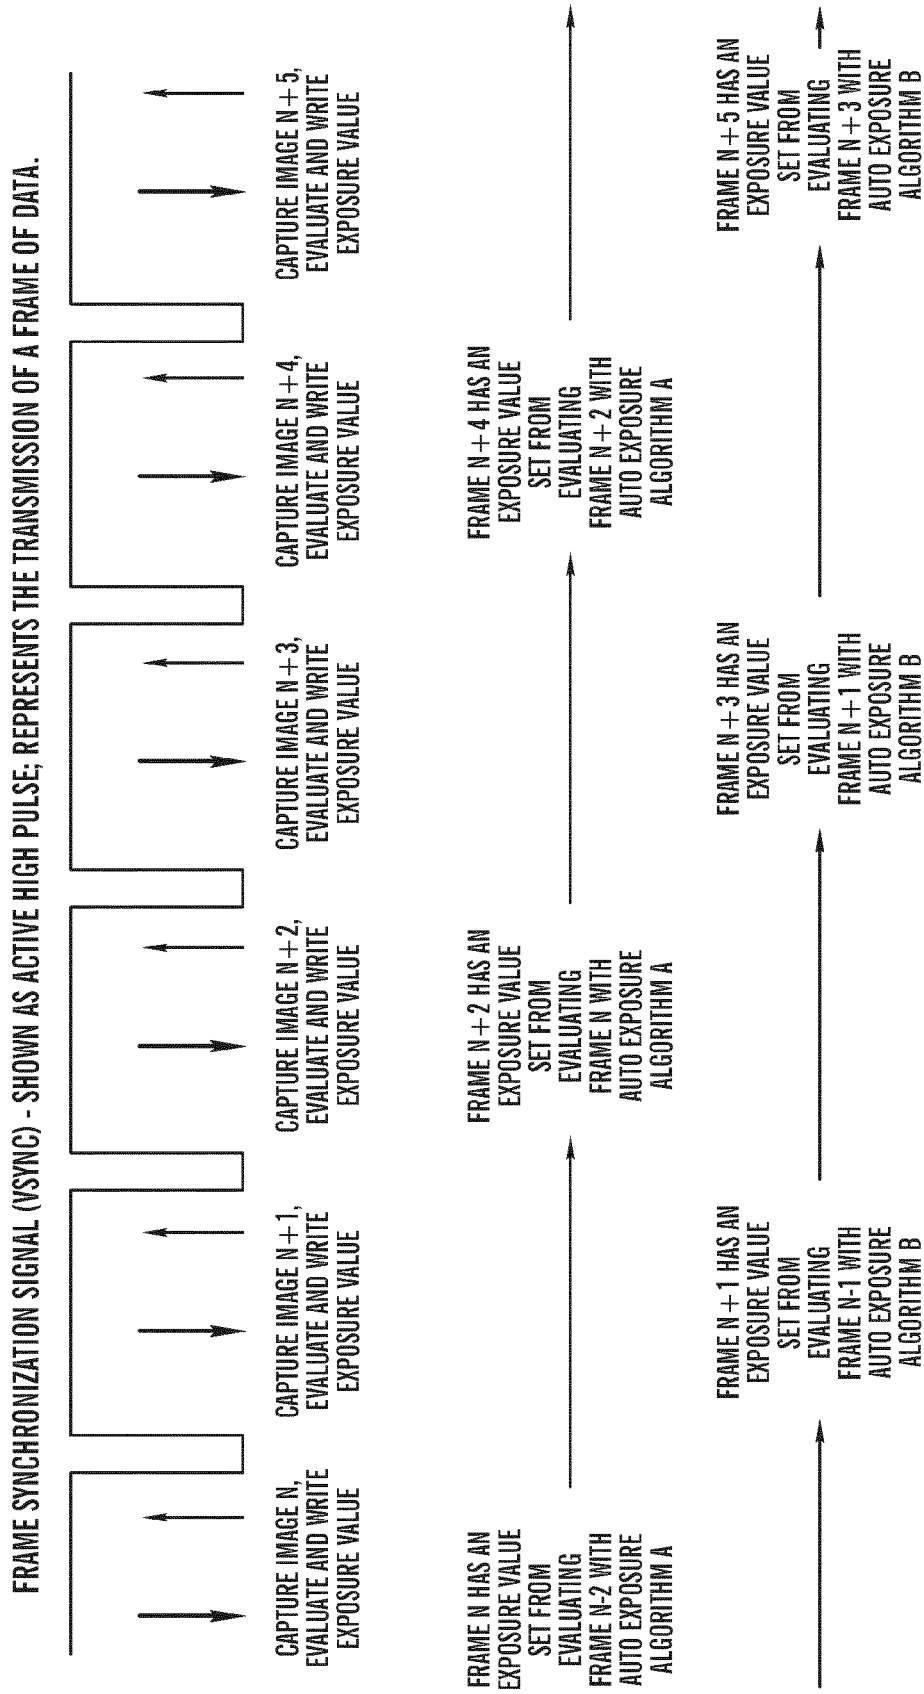 FRAME SYNCHRONIZATION SIGNAL (VSYNC) - SHOWN AS ACTIVE HIGH PULSE; REPRESENTS THE TRANSMISSION OF A FRAME OF DATA.
CAPTURE IMAGE N,
EVALUATE AND WRITE
EXPOSURE VALUE
CAPTURE IMAGE N+1,
EVALUATE AND WRITE
EXPOSURE VALUE
CAPTURE IMAGE N+2,
EVALUATE AND WRITE
EXPOSURE VALUE
CAPTURE IMAGE N+3,
EVALUATE AND WRITE
EXPOSURE VALUE
CAPTURE IMAGE N+4,
EVALUATE AND WRITE
EXPOSURE VALUE
CAPTURE IMAGE N+5,
EVALUATE AND WRITE
EXPOSURE VALUE
FRAME N HAS AN
EXPOSURE VALUE
SET FROM
EVALUATING
FRAME N-2 WITH
AUTO EXPOSURE
ALGORITHM A
FRAME N+2 HAS AN
EXPOSURE VALUE
SET FROM
EVALUATING
FRAME N WITH
AUTO EXPOSURE
ALGORITHM A
FRAME N+4 HAS AN
EXPOSURE VALUE
SET FROM
EVALUATING
FRAME N+2 WITH
AUTO EXPOSURE
ALGORITHM A
FRAME N+1 HAS AN
EXPOSURE VALUE
SET FROM
EVALUATING
FRAME N-1 WITH
AUTO EXPOSURE
ALGORITHM B
FRAME N+3 HAS AN
EXPOSURE VALUE
SET FROM
EVALUATING
FRAME N+1 WITH
AUTO EXPOSURE
ALGORITHM B
FRAME N+5 HAS AN
EXPOSURE VALUE
SET FROM
EVALUATING
FRAME N+3 WITH
AUTO EXPOSURE
ALGORITHM B